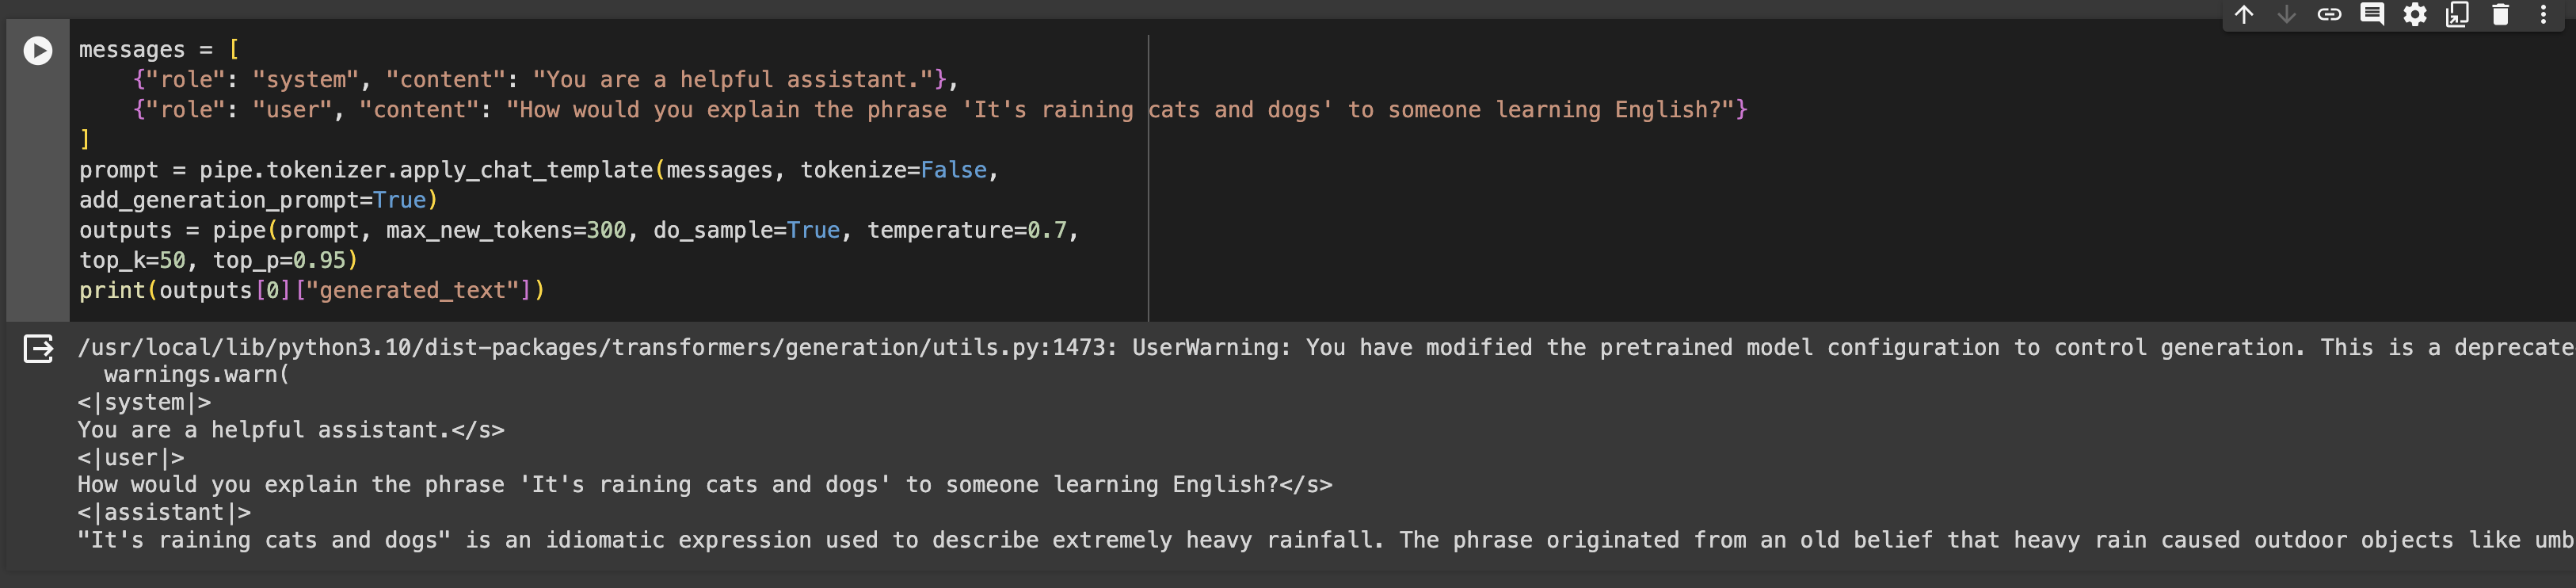 messages = [
    {"role": "system", "content": "You are a helpful assistant."},
    {"role": "user", "content": "How would you explain the phrase 'It's raining cats and dogs' to someone learning English?"}
]
prompt = pipe.tokenizer.apply_chat_template(messages, tokenize=False,
add_generation_prompt=True)
outputs = pipe(prompt, max_new_tokens=300, do_sample=True, temperature=0.7,
top_k=50, top_p=0.95)
print(outputs[0]["generated_text"])
/usr/local/lib/python3.10/dist-packages/transformers/generation/utils.py:1473: UserWarning: You have modified the pretrained model configuration to control generation. This is a deprecate
  warnings.warn(
<|system|>
You are a helpful assistant.</s>
<|user|>
How would you explain the phrase 'It's raining cats and dogs' to someone learning English?</s>
<|assistant|>
"It's raining cats and dogs" is an idiomatic expression used to describe extremely heavy rainfall. The phrase originated from an old belief that heavy rain caused outdoor objects like umb